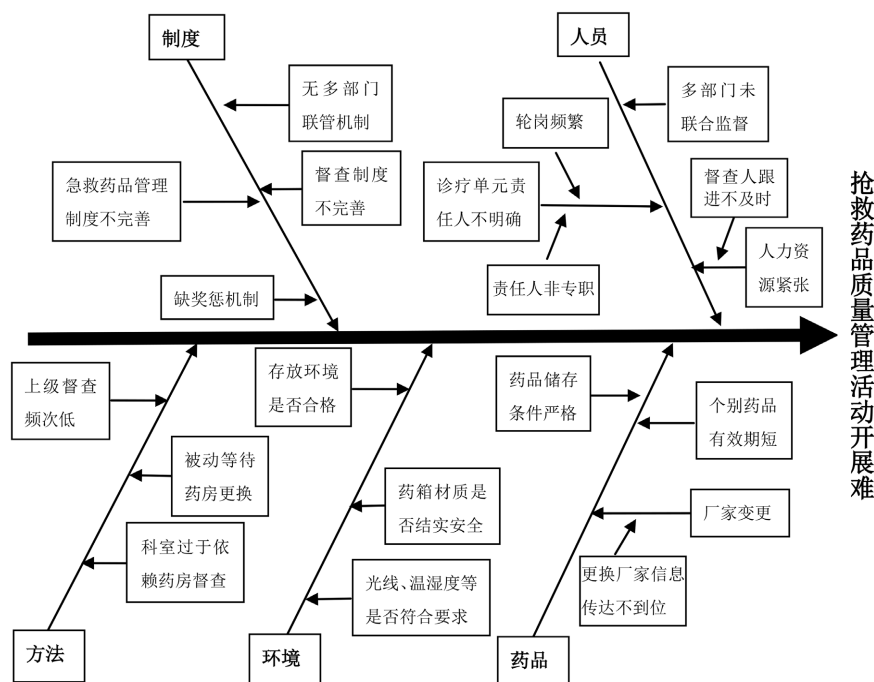 制度
无多部门
联管机制
督查制度
不完善
急救药品管理
制度不完善
缺奖惩机制
人员
多部门未
联合监督
轮岗频繁
诊疗单元责
任人不明确
责任人非专职
督查人跟
进不及时
人力资
源紧张
抢救药品质量管理活动开展难
上级督查
频次低
被动等待
药房更换
科室过于依
赖药房督查
方法
存放环境
是否合格
药箱材质是
否结实安全
光线、温湿度等
是否符合要求
环境
药品储存
条件严格
个别药品
有效期短
厂家变更
更换厂家信息
传达不到位
药品